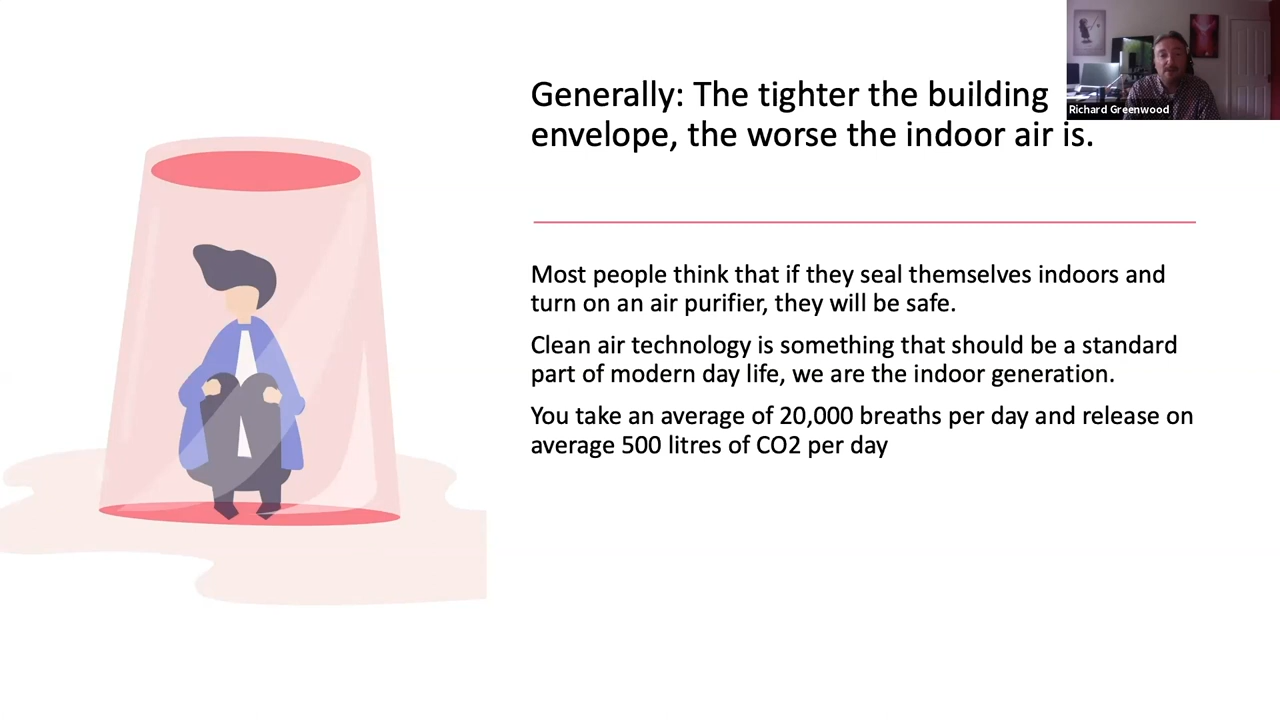 Generally: The tighter the building
envelope, the worse the indoor air is.
Richard Greenwood
Most people think that if they seal themselves indoors and
turn on an air purifier, they will be safe.
Clean air technology is something that should be a standard
part of modern day life, we are the indoor generation.
You take an average of 20,000 breaths per day and release on
average 500 litres of CO2 per day